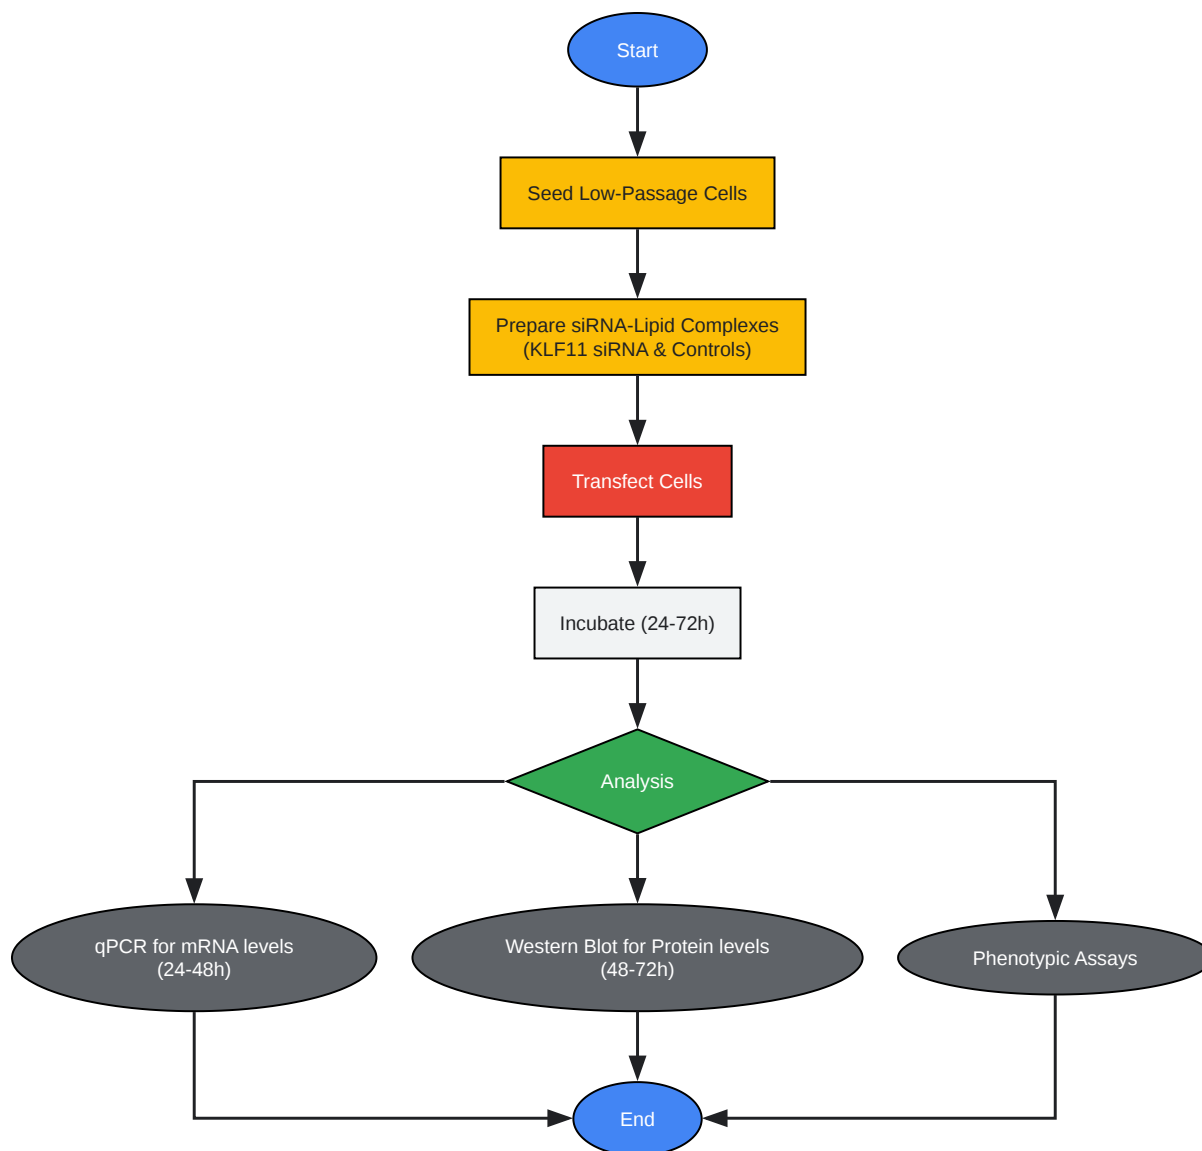 Start
Seed Low-Passage Cells
Prepare siRNA-Lipid Complexes
(KLF11 siRNA & Controls)
Transfect Cells
Incubate (24-72h)
Analysis
qPCR for mRNA levels
(24-48h)
Western Blot for Protein levels
(48-72h)
Phenotypic Assays
End